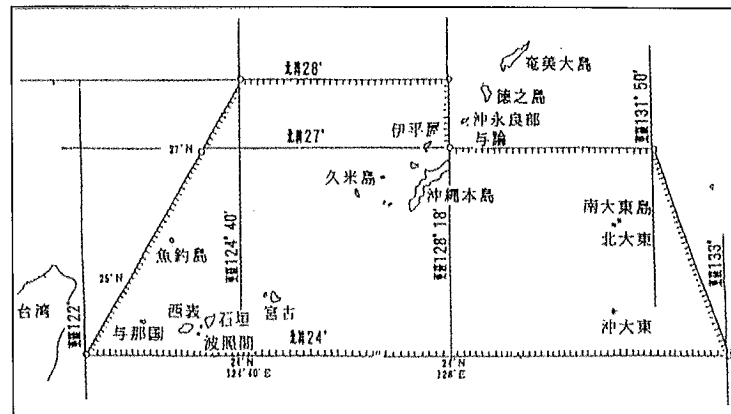 奄美大島
北緯28°
徳之島
沖永良部
与論
東経131° 50'
伊平屋
27° N
北緯27°
久米島
沖縄本島
東経124° 40'
東経128° 18'
南大東島
北大東
魚釣島
25° N
東経133°
台湾
東経122°
与那国
西表
石垣
宮古
波照間
沖大東
北緯24°